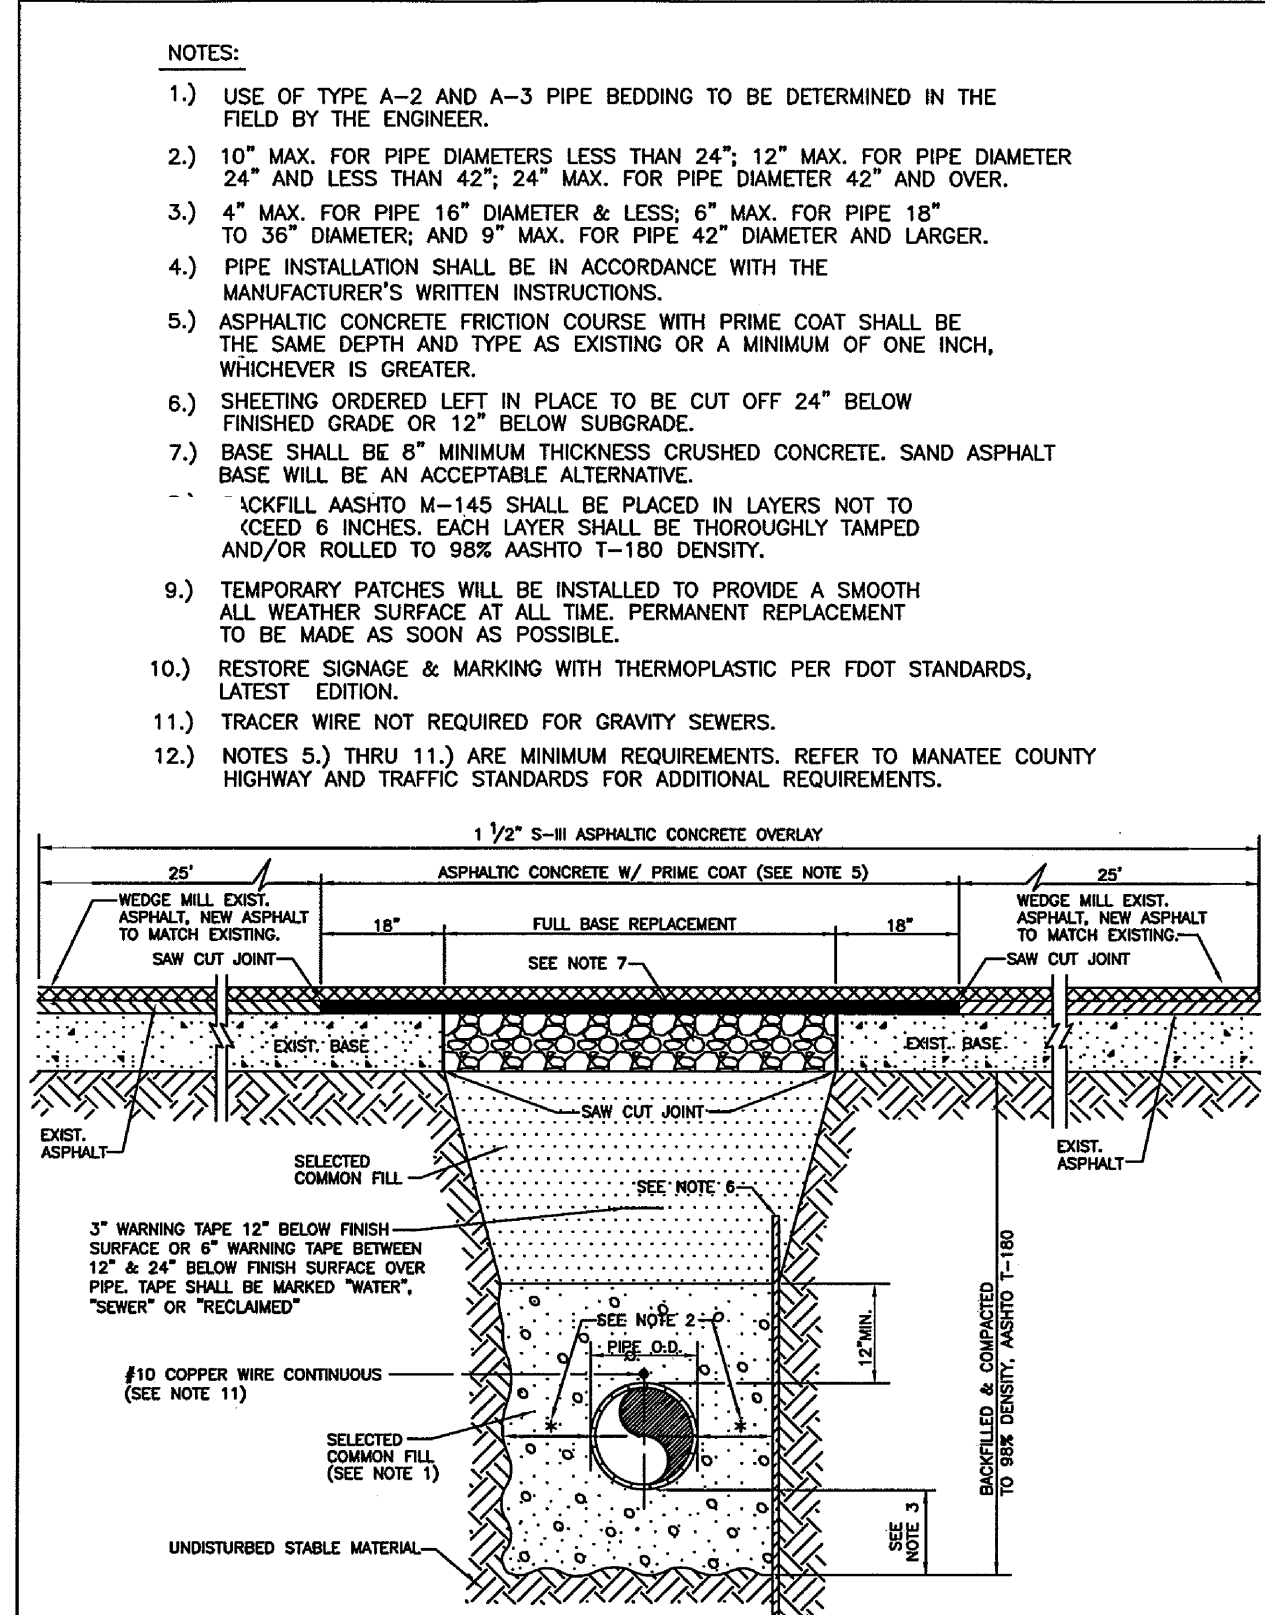 NOTES:
1.) USE OF TYPE A-2 AND A-3 PIPE BEDDING TO BE DETERMINED IN THE
FIELD BY THE ENGINEER.
2.) 10" MAX. FOR PIPE DIAMETERS LESS THAN 24"; 12" MAX. FOR PIPE DIAMETER
24" AND LESS THAN 42"; 24" MAX. FOR PIPE DIAMETER 42" AND OVER.
3.) 4" MAX. FOR PIPE 16" DIAMETER & LESS; 6" MAX. FOR PIPE 18"
TO 36" DIAMETER; AND 9" MAX. FOR PIPE 42" DIAMETER AND LARGER.
4.) PIPE INSTALLATION SHALL BE IN ACCORDANCE WITH THE
MANUFACTURER'S WRITTEN INSTRUCTIONS.
5.) ASPHALTIC CONCRETE FRICTION COURSE WITH PRIME COAT SHALL BE
THE SAME DEPTH AND TYPE AS EXISTING OR A MINIMUM OF ONE INCH,
WHICHEVER IS GREATER.
6.) SHEETING ORDERED LEFT IN PLACE TO BE CUT OFF 24" BELOW
FINISHED GRADE OR 12" BELOW SUBGRADE.
7.) BASE SHALL BE 8" MINIMUM THICKNESS CRUSHED CONCRETE. SAND ASPHALT
BASE WILL BE AN ACCEPTABLE ALTERNATIVE.
ACKFILL AASHTO M-145 SHALL BE PLACED IN LAYERS NOT TO
CEED 6 INCHES. EACH LAYER SHALL BE THOROUGHLY TAMPED
AND/OR ROLLED TO 98% AASHTO T-180 DENSITY.
9.) TEMPORARY PATCHES WILL BE INSTALLED TO PROVIDE A SMOOTH
ALL WEATHER SURFACE AT ALL TIME. PERMANENT REPLACEMENT
TO BE MADE AS SOON AS POSSIBLE.
10.) RESTORE SIGNAGE & MARKING WITH THERMOPLASTIC PER FDOT STANDARDS,
LATEST EDITION.
11.) TRACER WIRE NOT REQUIRED FOR GRAVITY SEWERS.
12.) NOTES 5.) THRU 11.) ARE MINIMUM REQUIREMENTS. REFER TO MANATEE COUNTY
HIGHWAY AND TRAFFIC STANDARDS FOR ADDITIONAL REQUIREMENTS.
1 1/2" S-III ASPHALTIC CONCRETE OVERLAY
25'
ASPHALTIC CONCRETE W/ PRIME COAT (SEE NOTE 5)
25'
WEDGE MILL EXIST.
ASPHALT, NEW ASPHALT
TO MATCH EXISTING.
18"
FULL BASE REPLACEMENT
18"
WEDGE MILL EXIST.
ASPHALT, NEW ASPHALT
TO MATCH EXISTING.
SAW CUT JOINT
SEE NOTE 7
SAW CUT JOINT
EXIST. BASE
EXIST. BASE
SAW CUT JOINT
EXIST.
ASPHALT
EXIST.
ASPHALT
SELECTED
COMMON FILL
SEE NOTE 6
3" WARNING TAPE 12" BELOW FINISH
SURFACE OR 6" WARNING TAPE BETWEEN
12" & 24" BELOW FINISH SURFACE OVER
PIPE. TAPE SHALL BE MARKED "WATER",
"SEWER" OR "RECLAIMED"
SEE NOTE 2
PIPE O.D.
12"MIN.
#10 COPPER WIRE CONTINUOUS
(SEE NOTE 11)
* *
SELECTED
COMMON FILL
(SEE NOTE 1)
BACKFILLED & COMPACTED
TO 98% DENSITY, AASHTO T-180
SEE
NOTE 3
UNDISTURBED STABLE MATERIAL